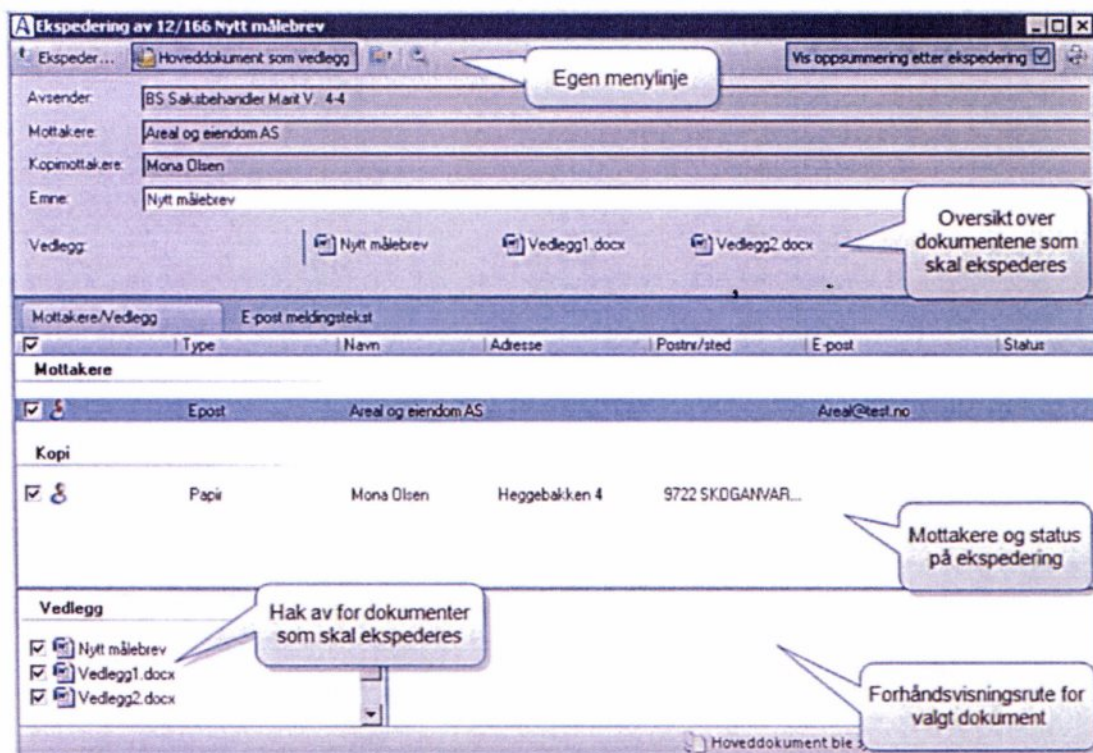 Ekspedering av 12/166 Nytt målebrev
Ekspeder... Hoveddokument som vedlegg Vis oppsummering etter ekspedering
Egen menylinje
Avsender: BS Saksbehandler Marit V. 4-4
Mottakere: Areal og eiendom AS
Kopimottakere: Mona Olsen
Emne: Nytt målebrev
Vedlegg: Nytt målebrev Vedlegg1.docx Vedlegg2.docx
Oversikt over
dokumentene som
skal ekspederes
Mottakere/Vedlegg E-post meldingstekst
Type Navn Adresse Postnr/sted E-post Status
Mottakere
Epost Areal og eiendom AS Areal@test.no
Kopi
Papir Mona Olsen Heggebakken 4 9722 SKOGANVAR...
Mottakere og status
på ekspedering
Vedlegg
Hak av for dokumenter
som skal ekspederes
Nytt målebrev
Vedlegg1.docx
Vedlegg2.docx
Forhåndsvisningsrute for
valgt dokument
Hoveddokument ble